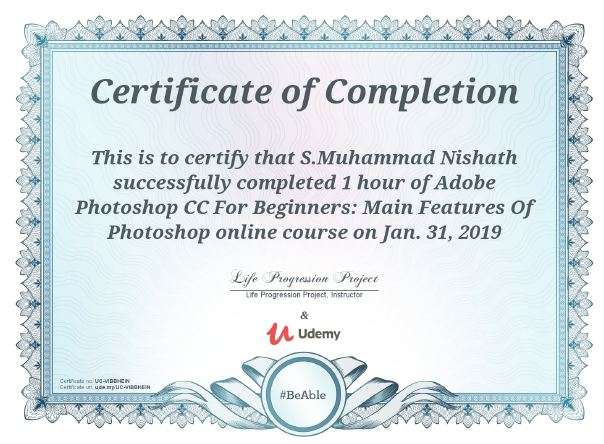 Certificate of Completion
This is to certify that S.Muhammad Nishath
successfully completed 1 hour of Adobe
Photoshop CC For Beginners: Main Features Of
Photoshop online course on Jan. 31, 2019
Life Progression Project
Life Progression Project, Instructor
&
Udemy
Certificate no: UC-VIBBHEIN
Certificate url: ude.my/UC-VIBBHEIN
#BeAble